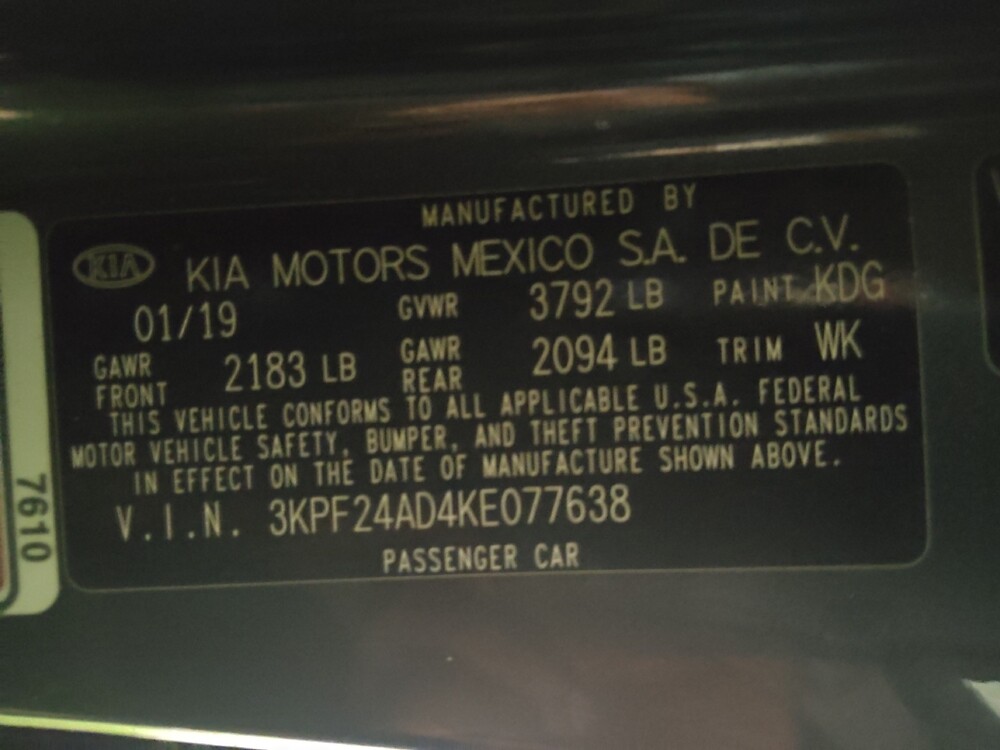 MANUFACTURED BY
KIA KIA MOTORS MEXICO S.A. DE C.V.
01/19 GVWR 3792 LB PAINT KDG
GAWR FRONT 2183 LB GAWR REAR 2094 LB TRIM WK
THIS VEHICLE CONFORMS TO ALL APPLICABLE U.S.A. FEDERAL
MOTOR VEHICLE SAFETY, BUMPER, AND THEFT PREVENTION STANDARDS
IN EFFECT ON THE DATE OF MANUFACTURE SHOWN ABOVE.
V.I.N. 3KPF24AD4KE077638
PASSENGER CAR
7610